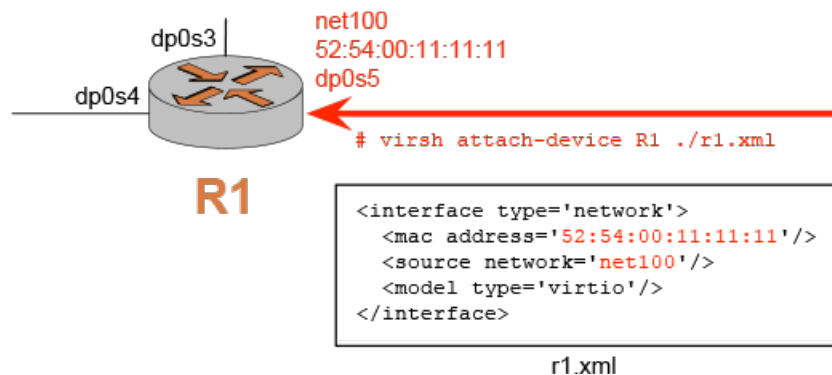 net100
dp0s3
52:54:00:11:11:11
dp0s5
dp0s4
# virsh attach-device R1 ./r1.xml
R1
<interface type='network'>
<mac address='52:54:00:11:11:11'/>
<source network='net100'/>
<model type='virtio'/>
</interface>
r1.xml